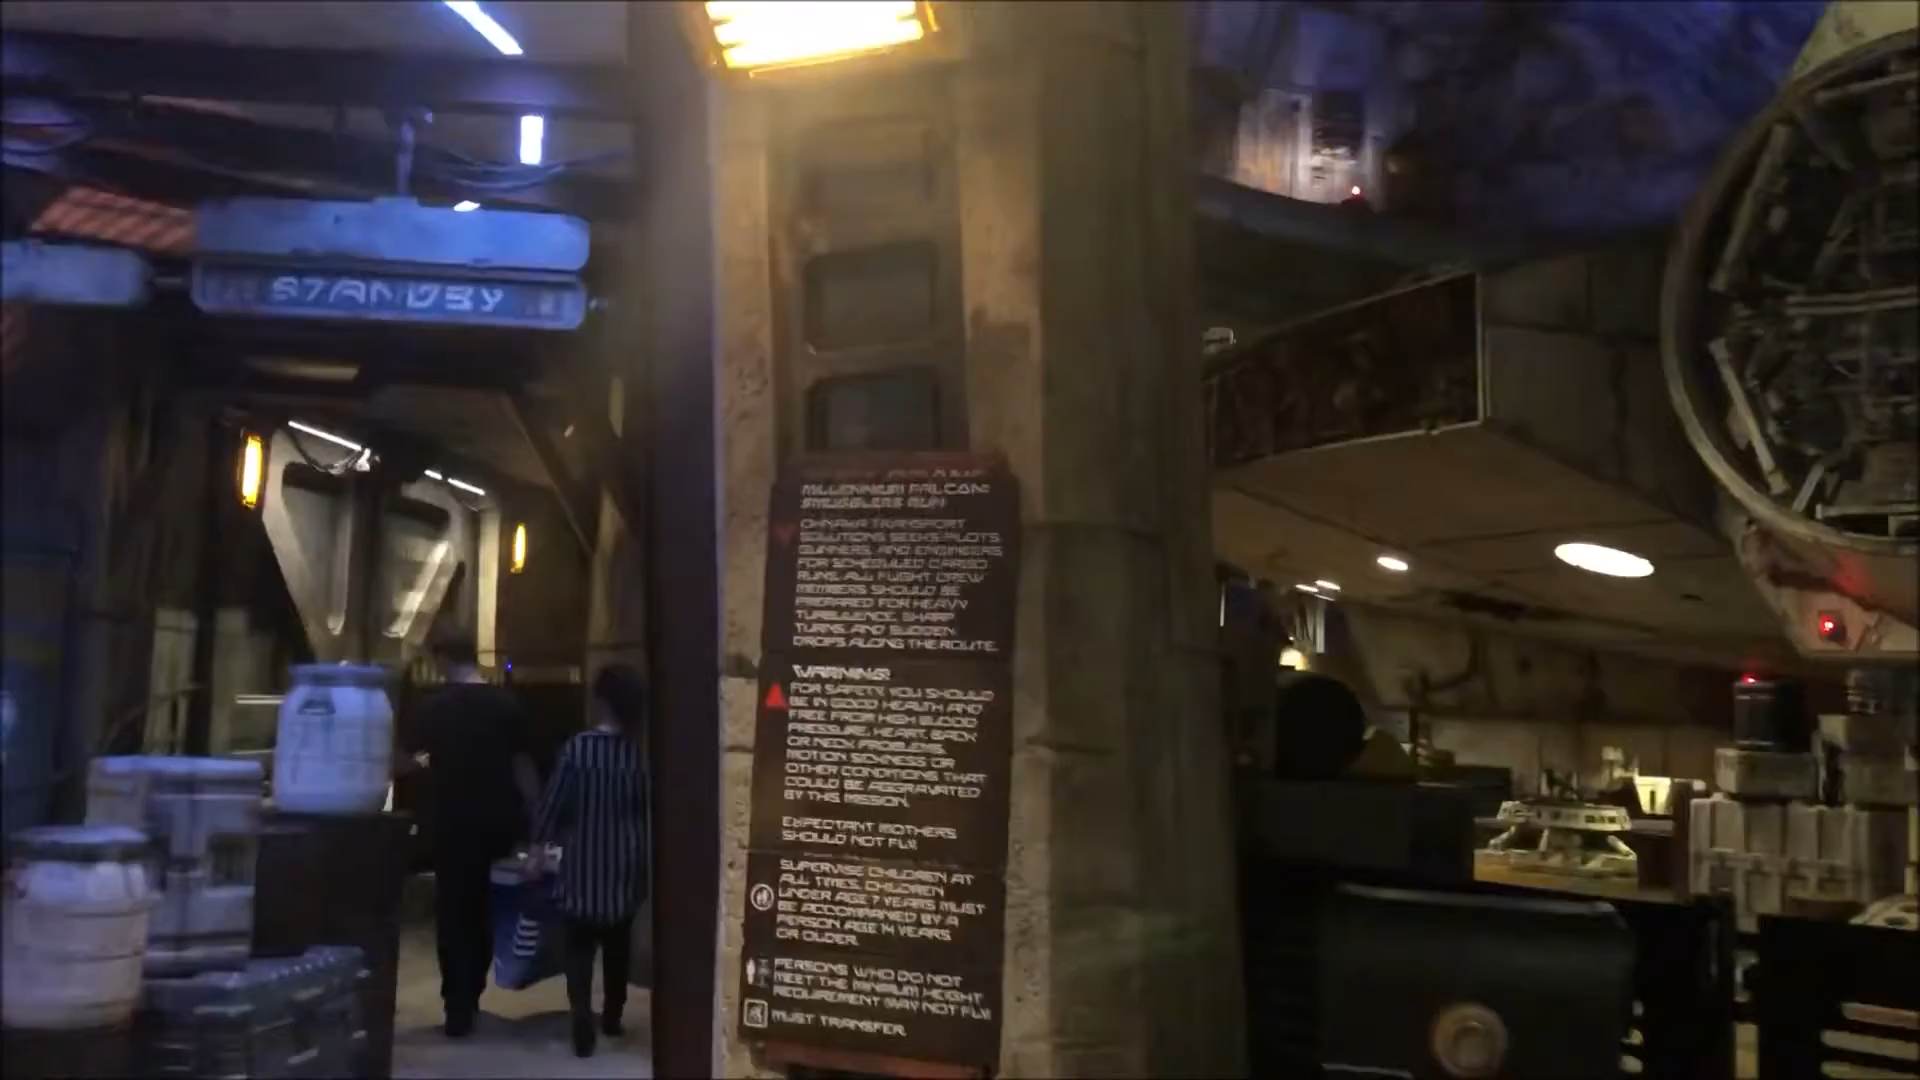 STANDBY
MILLENNIUM FALCON:
SMUGGLERS RUN
OHNAKA TRANSPORT
SOLUTIONS SEEKS PILOTS,
GUNNERS, AND ENGINEERS
FOR SCHEDULED CARGO
RUNS. ALL FLIGHT CREW
MEMBERS SHOULD BE
PREPARED FOR HEAVY
TURBULENCE, SHARP
TURNS, AND SUDDEN
DROPS ALONG THE ROUTE.
WARNING!
FOR SAFETY, YOU SHOULD
BE IN GOOD HEALTH AND
FREE FROM HIGH BLOOD
PRESSURE, HEART, BACK
OR NECK PROBLEMS,
MOTION SICKNESS OR
OTHER CONDITIONS THAT
COULD BE AGGRAVATED
BY THIS MISSION.
EXPECTANT MOTHERS
SHOULD NOT FLY.
SUPERVISE CHILDREN AT
ALL TIMES. CHILDREN
UNDER AGE 7 YEARS MUST
BE ACCOMPANIED BY A
PERSON AGE 14 YEARS
OR OLDER.
PERSONS WHO DO NOT
MEET THE MINIMUM HEIGHT
REQUIREMENT MAY NOT FLY.
MUST TRANSFER.